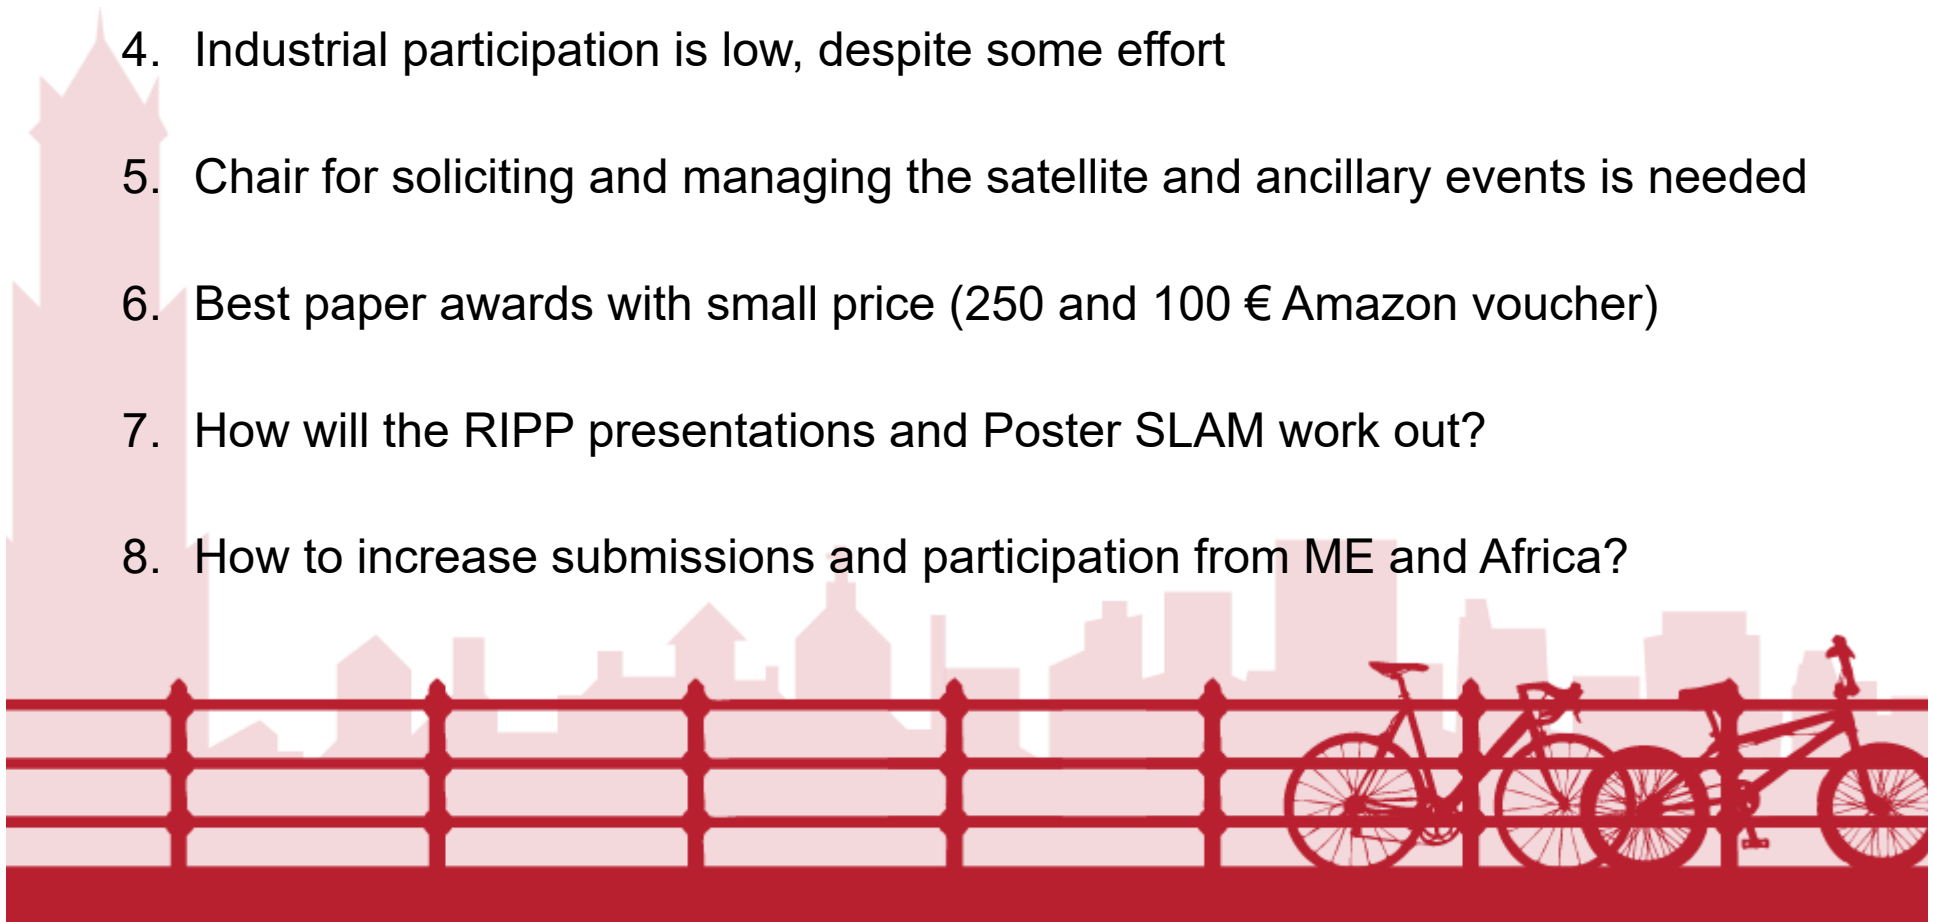 4. Industrial participation is low, despite some effort
5. Chair for soliciting and managing the satellite and ancillary events is needed
6. Best paper awards with small price (250 and 100 € Amazon voucher)
7. How will the RIPP presentations and Poster SLAM work out?
8. How to increase submissions and participation from ME and Africa?